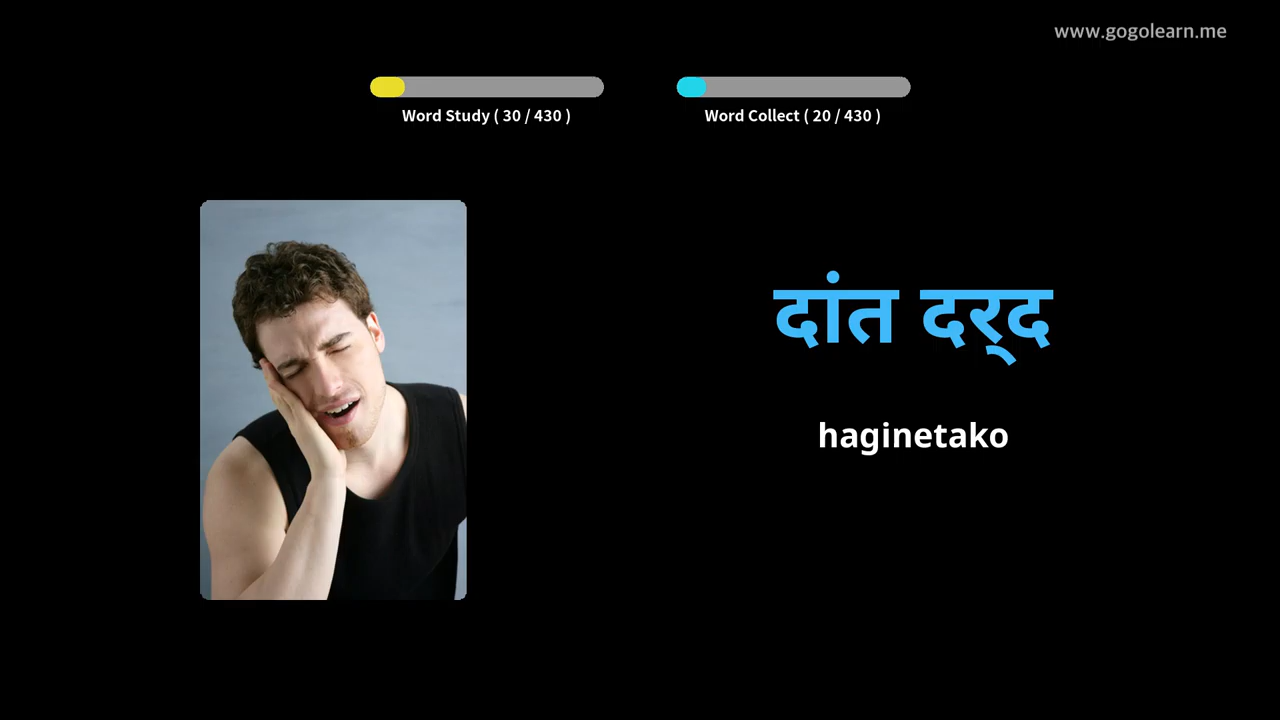 www.gogolearn.me
Word Study ( 30 / 430 )
Word Collect ( 20 / 430 )
दांत दर्‌द
haginetako